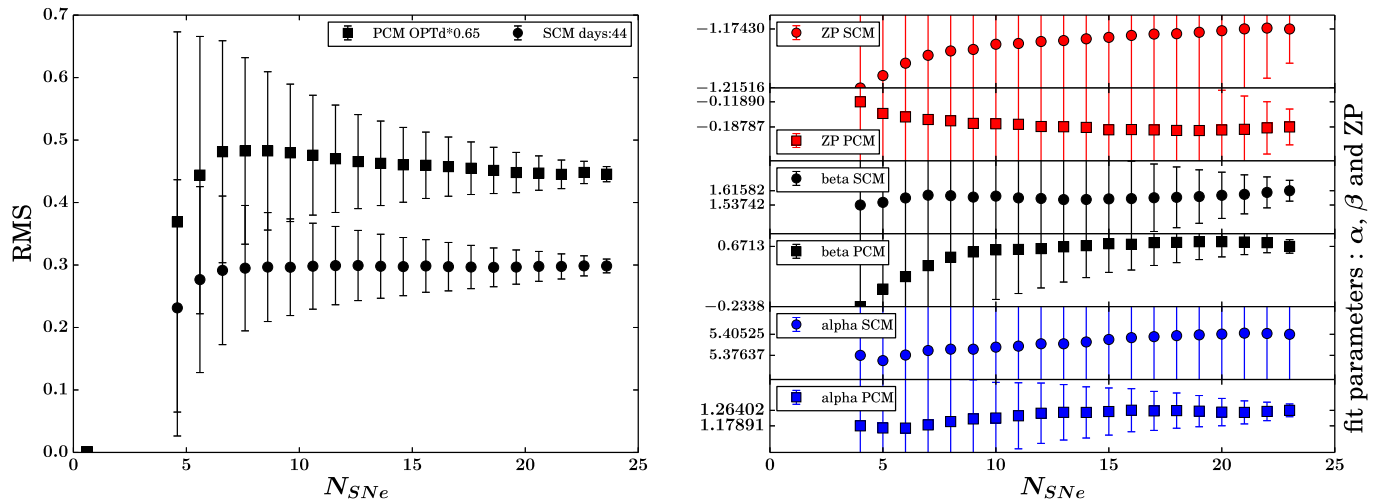 0.7
0.6
0.5
0.4
0.3
0.2
0.1
0.0
RMS
PCM OPTd*0.65
SCM days:44
0 5 10 15 20 25
N_SNe
−1.17430
−1.21516
−0.11890
−0.18787
1.61582
1.53742
0.6713
−0.2338
5.40525
5.37637
1.26402
1.17891
ZP SCM
ZP PCM
beta SCM
beta PCM
alpha SCM
alpha PCM
0 5 10 15 20 25
N_SNe
fit parameters : α, β and ZP